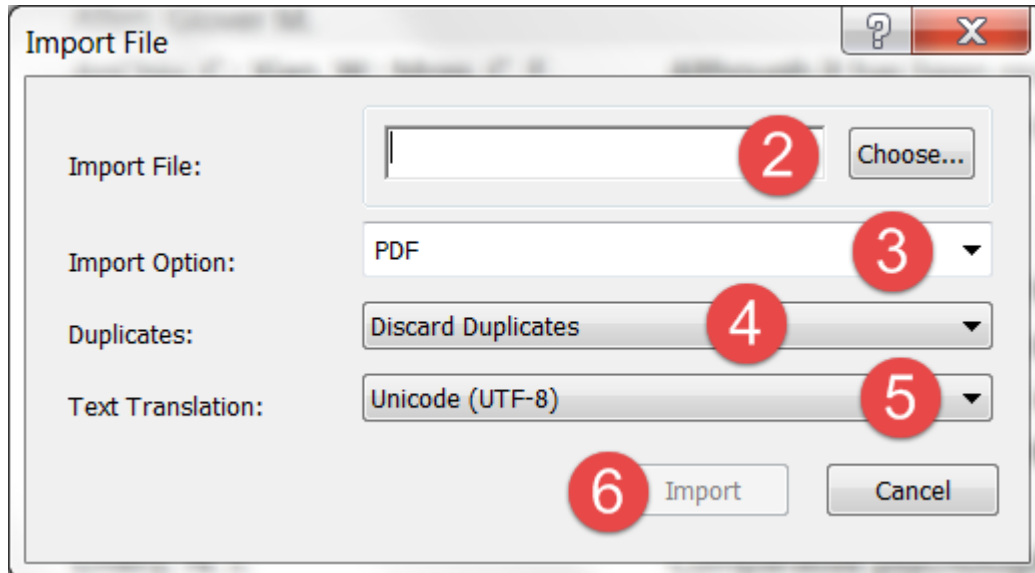 Import File
?
X
Import File:
2
Choose...
Import Option:
PDF
3
Duplicates:
Discard Duplicates
4
Text Translation:
Unicode (UTF-8)
5
6
Import
Cancel